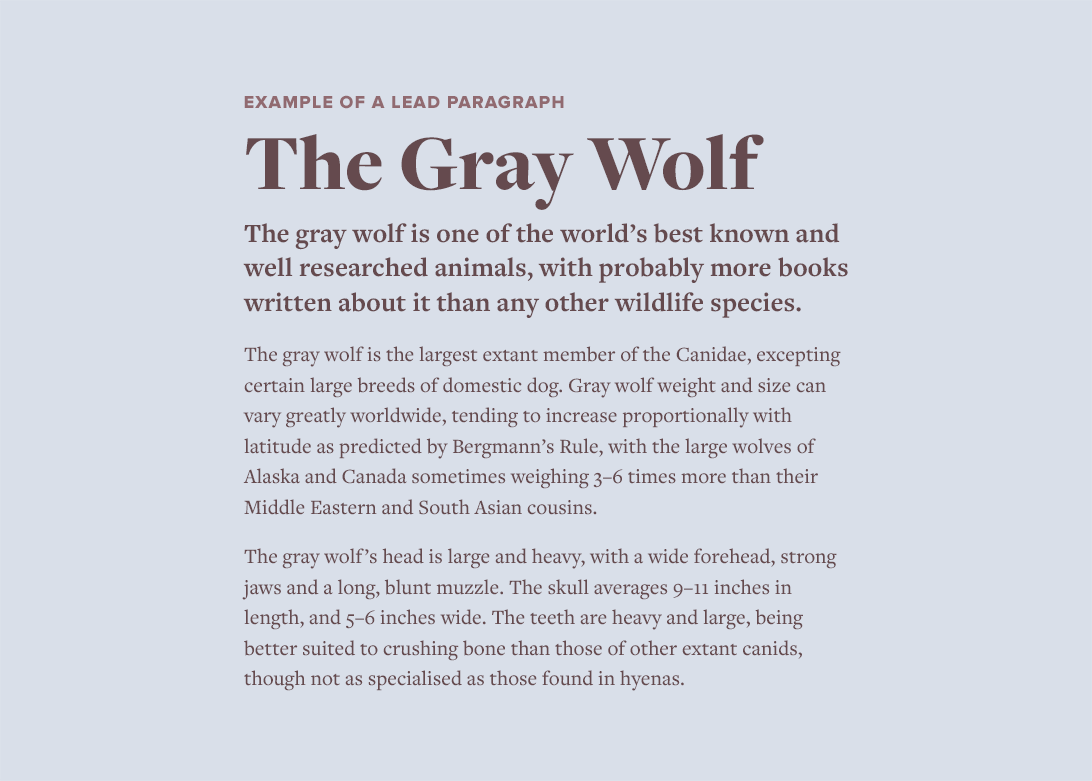 EXAMPLE OF A LEAD PARAGRAPH
The Gray Wolf
The gray wolf is one of the world’s best known and
well researched animals, with probably more books
written about it than any other wildlife species.
The gray wolf is the largest extant member of the Canidae, excepting
certain large breeds of domestic dog. Gray wolf weight and size can
vary greatly worldwide, tending to increase proportionally with
latitude as predicted by Bergmann’s Rule, with the large wolves of
Alaska and Canada sometimes weighing 3–6 times more than their
Middle Eastern and South Asian cousins.
The gray wolf’s head is large and heavy, with a wide forehead, strong
jaws and a long, blunt muzzle. The skull averages 9–11 inches in
length, and 5–6 inches wide. The teeth are heavy and large, being
better suited to crushing bone than those of other extant canids,
though not as specialised as those found in hyenas.